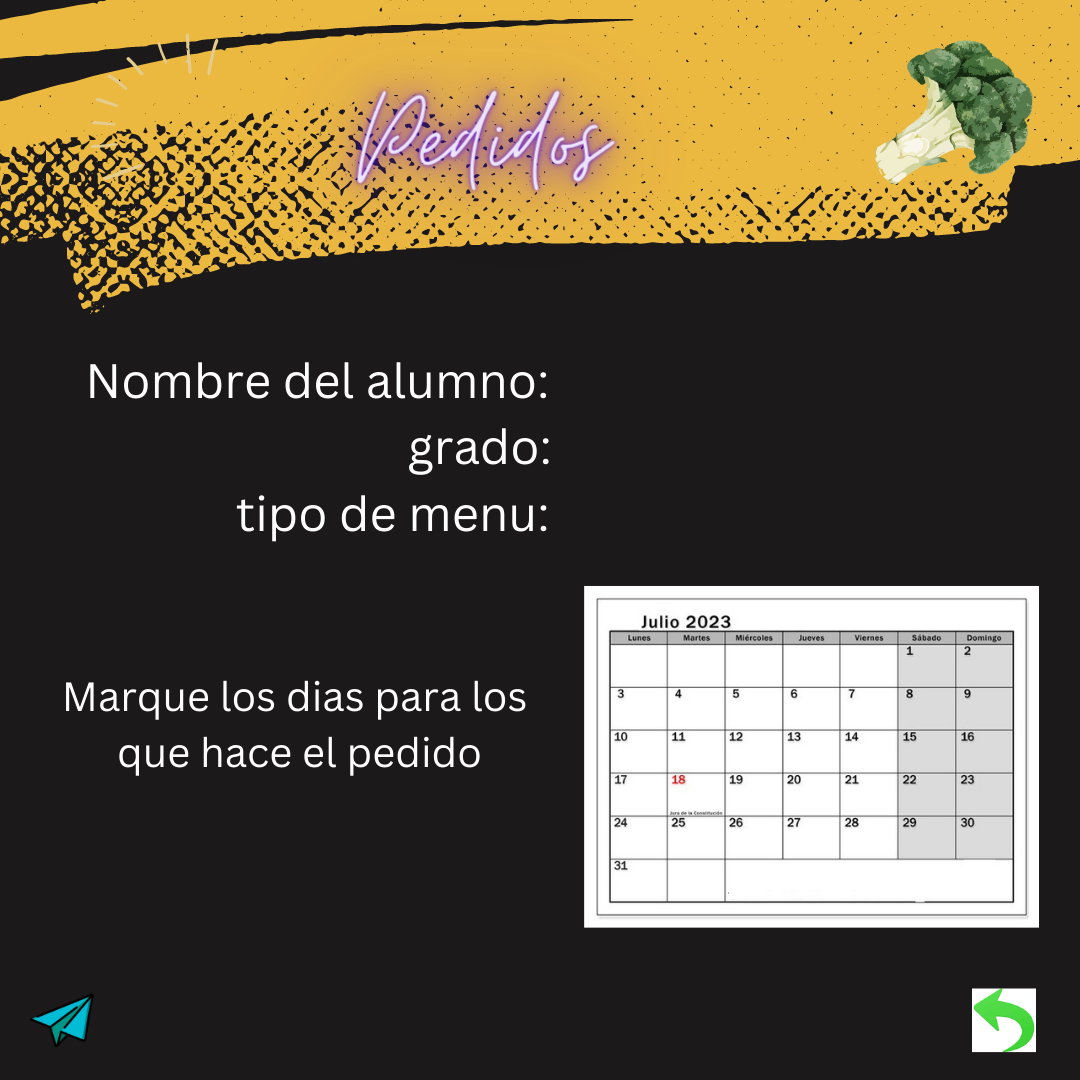 Pedidos
Nombre del alumno:
grado:
tipo de menu:
Marque los dias para los
que hace el pedido
Julio 2023
Lunes Martes Miércoles Jueves Viernes Sábado Domingo
1 2
3 4 5 6 7 8 9
10 11 12 13 14 15 16
17 18 19 20 21 22 23
Jura de la Constitución
24 25 26 27 28 29 30
31